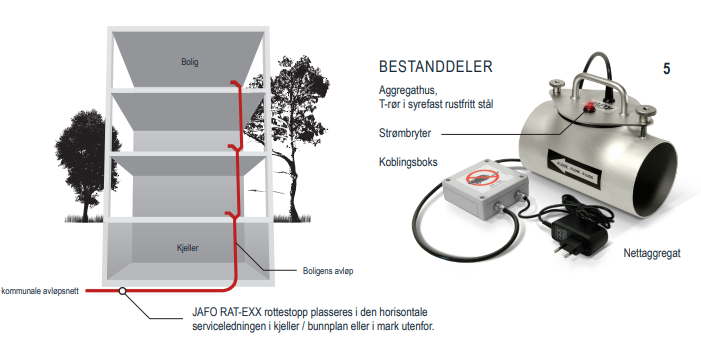 Bolig
Kjeller
Boligens avløp
kommunale avløpsnett
JAFO RAT-EXX rottestopp plasseres i den horisontale
serviceledningen i kjeller / bunnplan eller i mark utenfor.
BESTANDDELER
5
Aggregathus,
T-rør i syrefast rustfritt stål
Strømbryter
Koblingsboks
Nettaggregat